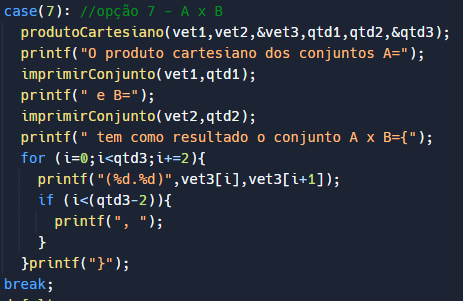 case(7): //opção 7 - A x B
produtoCartesiano(vet1,vet2,&vet3,qtd1,qtd2,&qtd3);
printf("O produto cartesiano dos conjuntos A=");
imprimirConjunto(vet1,qtd1);
printf(" e B=");
imprimirConjunto(vet2,qtd2);
printf(" tem como resultado o conjunto A x B={");
for (i=0;i<qtd3;i+=2){
printf("(%d.%d)",vet3[i],vet3[i+1]);
if (i<(qtd3-2)){
printf(", ");
}
}printf("}");
break;